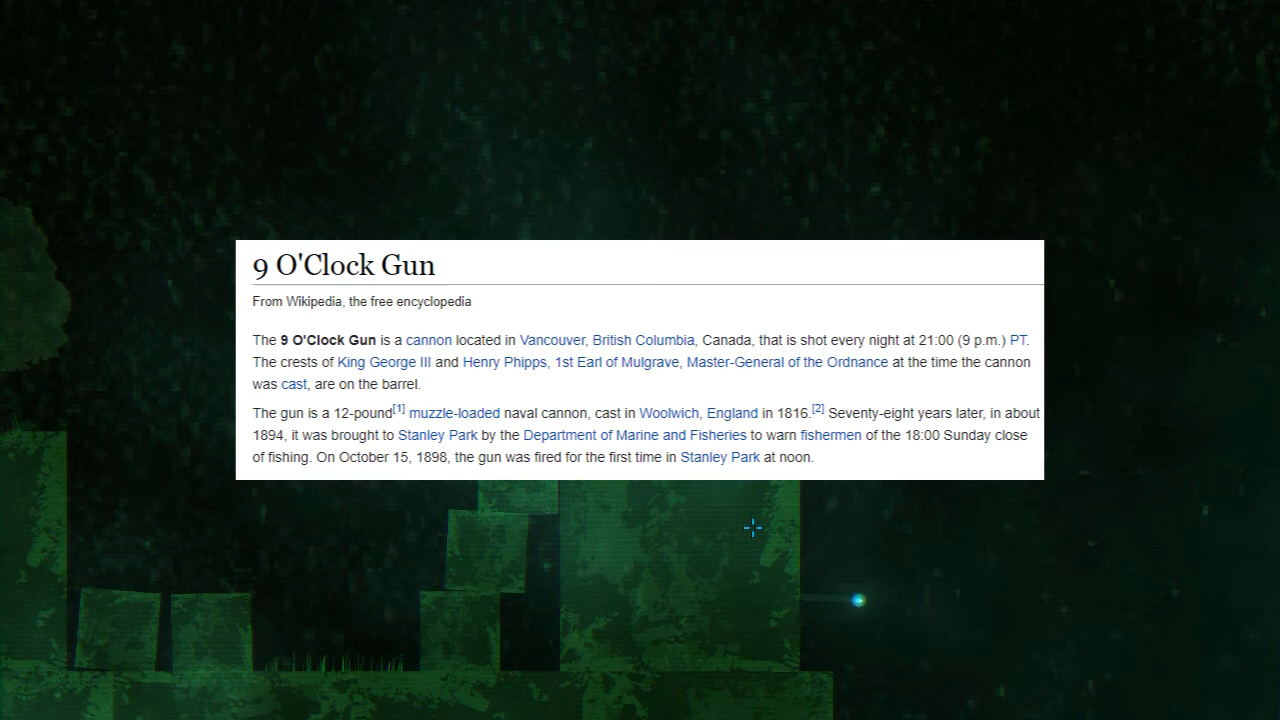 9 O'Clock Gun
From Wikipedia, the free encyclopedia
The 9 O'Clock Gun is a cannon located in Vancouver, British Columbia, Canada, that is shot every night at 21:00 (9 p.m.) PT.
The crests of King George III and Henry Phipps, 1st Earl of Mulgrave, Master-General of the Ordnance at the time the cannon
was cast, are on the barrel.
The gun is a 12-pound[1] muzzle-loaded naval cannon, cast in Woolwich, England in 1816.[2] Seventy-eight years later, in about
1894, it was brought to Stanley Park by the Department of Marine and Fisheries to warn fishermen of the 18:00 Sunday close
of fishing. On October 15, 1898, the gun was fired for the first time in Stanley Park at noon.